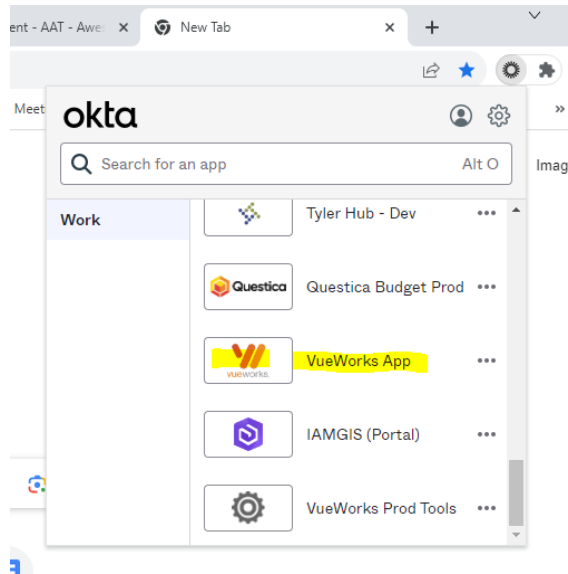 ent - AAT - Awe
New Tab
Meet
»
okta
Search for an app
Alt O
Imag
Work
Tyler Hub - Dev
Questica
Questica Budget Prod
vueworks.
VueWorks App
IAMGIS (Portal)
VueWorks Prod Tools